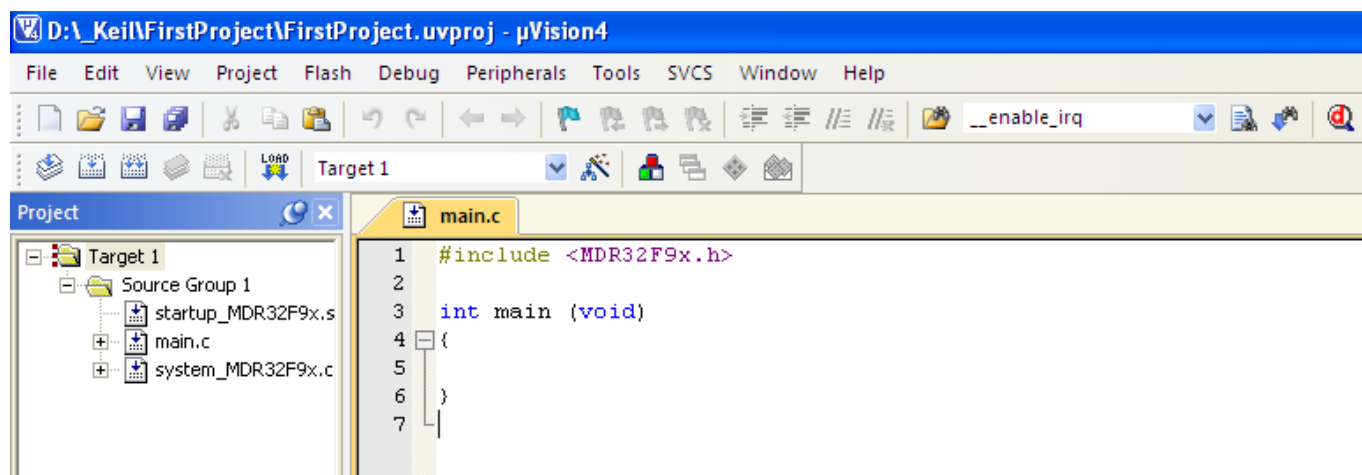 D:\_Keil\FirstProject\FirstProject.uvproj - µVision4
File Edit View Project Flash Debug Peripherals Tools SVCS Window Help
__enable_irq
LOAD Target 1
Project
main.c
Target 1
Source Group 1
startup_MDR32F9x.s
main.c
system_MDR32F9x.c
1 #include <MDR32F9x.h>
2
3 int main (void)
4 {
5
6 }
7